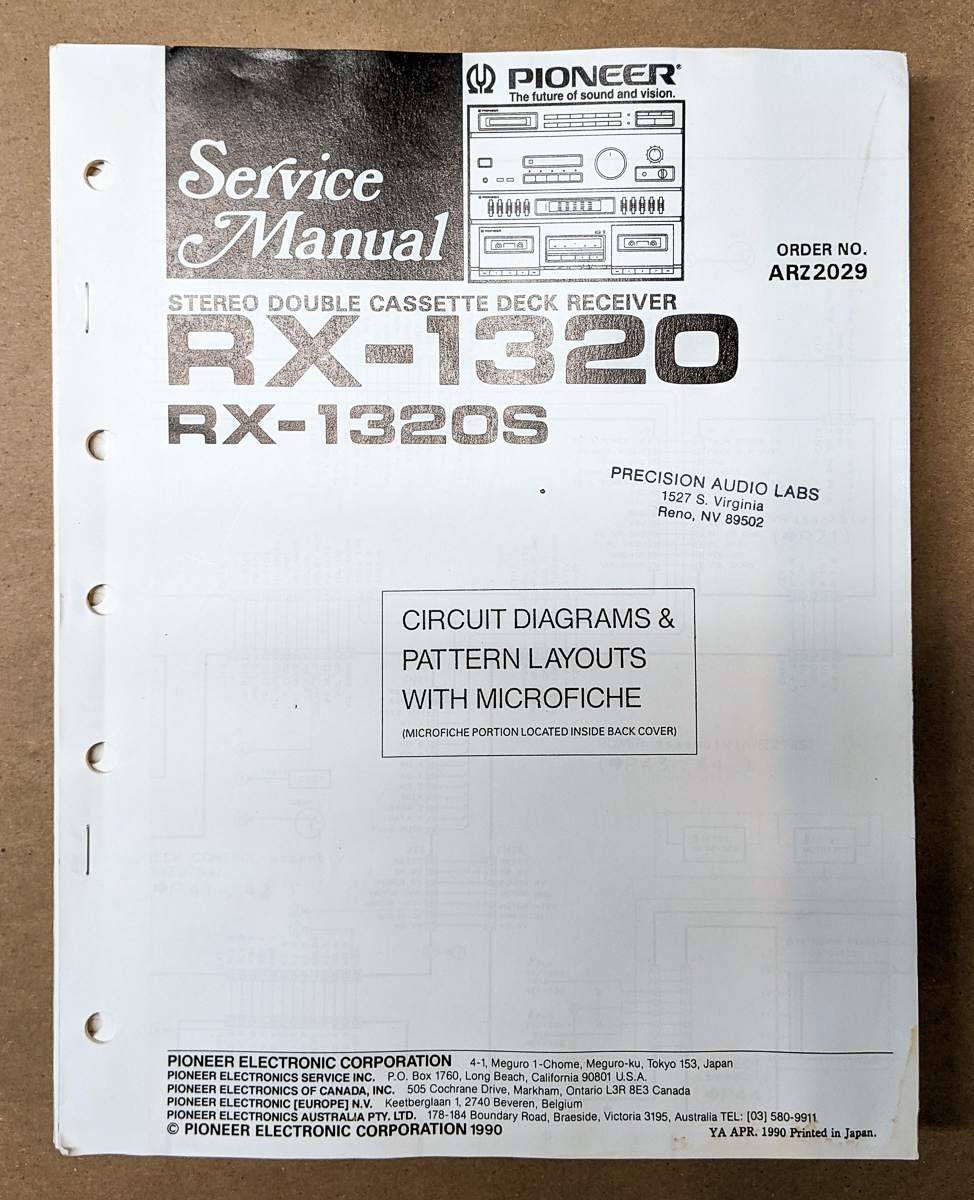 Service
Manual
PIONEER®
The future of sound and vision.
PIONEER
PIONEER
PIONEER
ORDER NO.
ARZ2029
STEREO DOUBLE CASSETTE DECK RECEIVER
RX-1320
RX-1320S
PRECISION AUDIO LABS
1527 S. Virginia
Reno, NV 89502
CIRCUIT DIAGRAMS &
PATTERN LAYOUTS
WITH MICROFICHE
(MICROFICHE PORTION LOCATED INSIDE BACK COVER)
PIONEER ELECTRONIC CORPORATION 4-1, Meguro 1-Chome, Meguro-ku, Tokyo 153, Japan
PIONEER ELECTRONICS SERVICE INC. P.O. Box 1760, Long Beach, California 90801 U.S.A.
PIONEER ELECTRONICS OF CANADA, INC. 505 Cochrane Drive, Markham, Ontario L3R 8E3 Canada
PIONEER ELECTRONIC [EUROPE] N.V. Keetberglaan 1, 2740 Beveren, Belgium
PIONEER ELECTRONICS AUSTRALIA PTY. LTD. 178-184 Boundary Road, Braeside, Victoria 3195, Australia TEL: [03] 580-9911
© PIONEER ELECTRONIC CORPORATION 1990
YA APR. 1990 Printed in Japan.